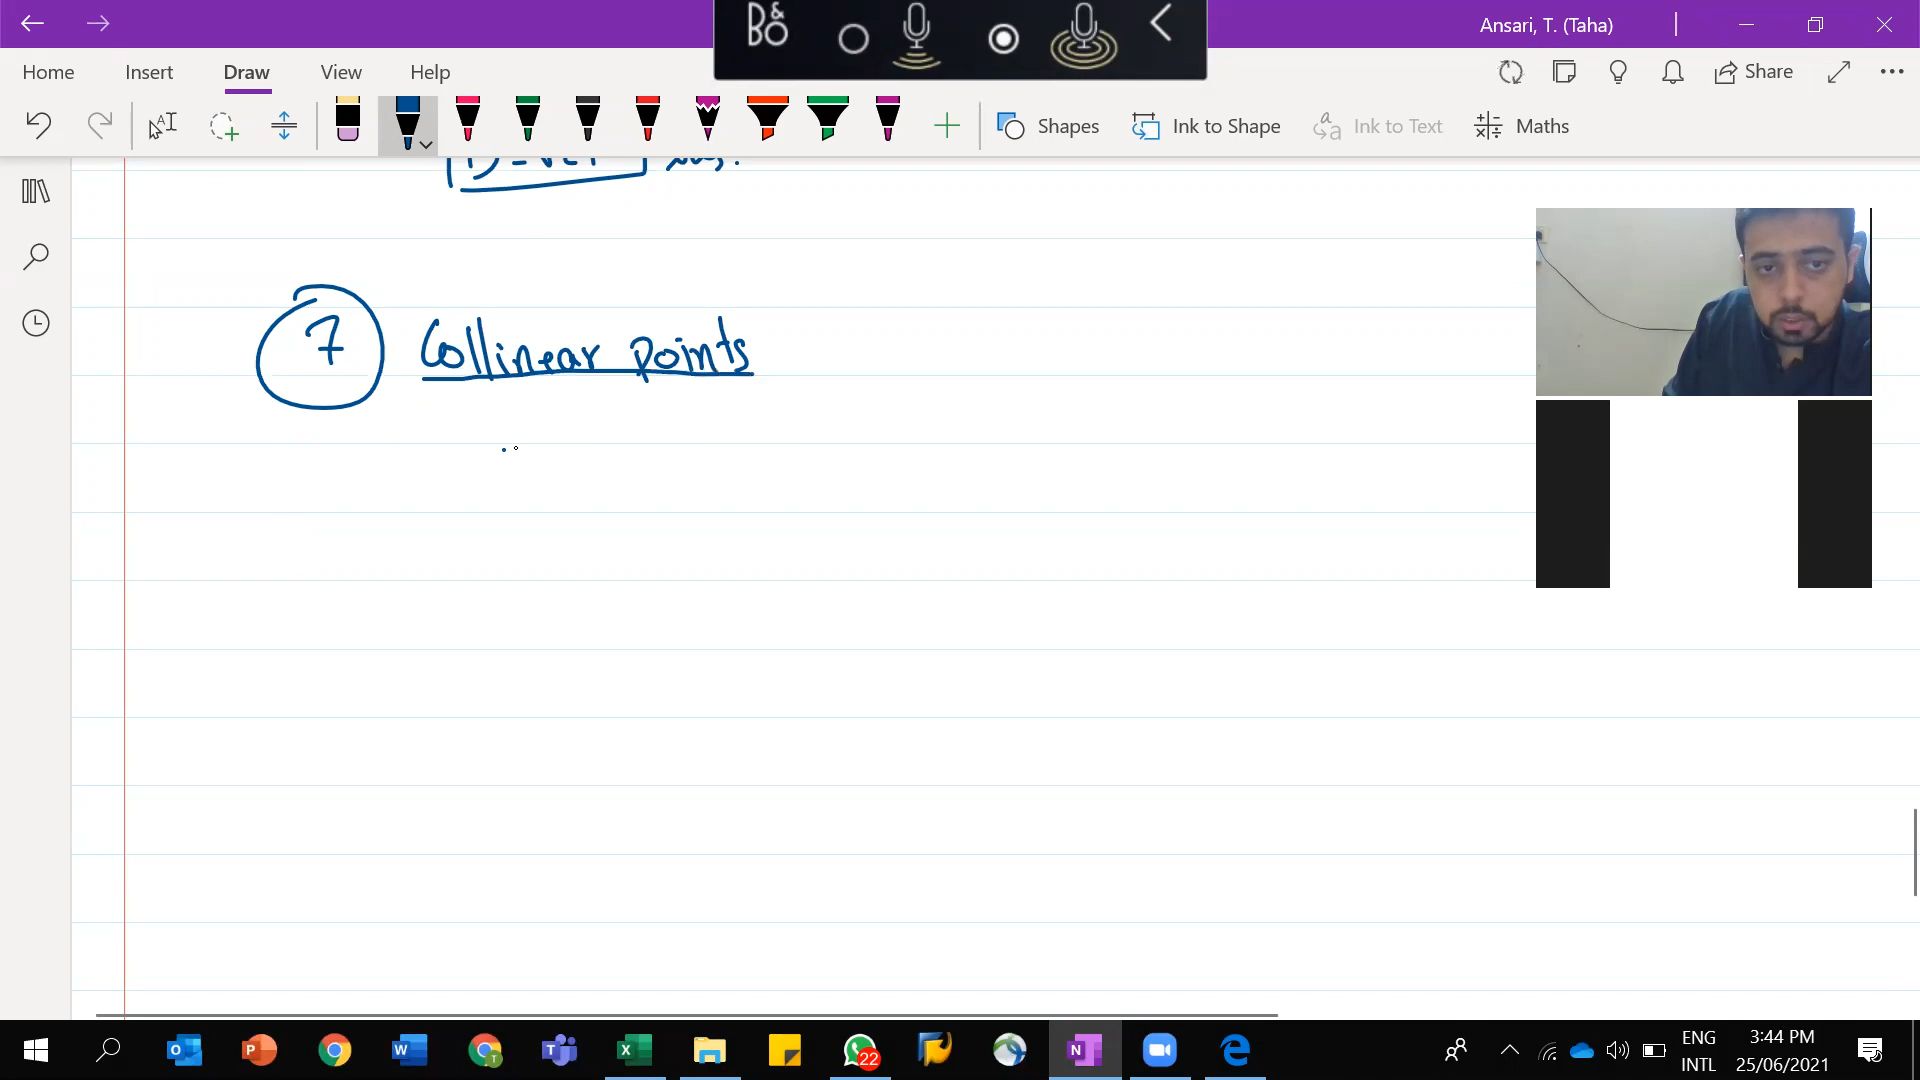 B&O
Ansari, T. (Taha)
Home Insert Draw View Help
Share
Shapes
Ink to Shape
Ink to Text
Maths
7 Collinear points
22
ENG
INTL
3:44 PM
25/06/2021